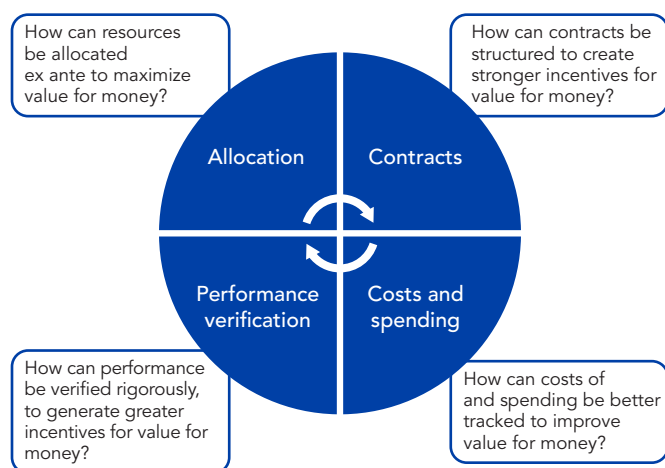 How can resources
be allocated
ex ante to maximize
value for money?
How can contracts be
structured to create
stronger incentives for
value for money?
Allocation
Contracts
Performance
verification
Costs and
spending
How can performance
be verified rigorously,
to generate greater
incentives for value for
money?
How can costs of
and spending be better
tracked to improve
value for money?